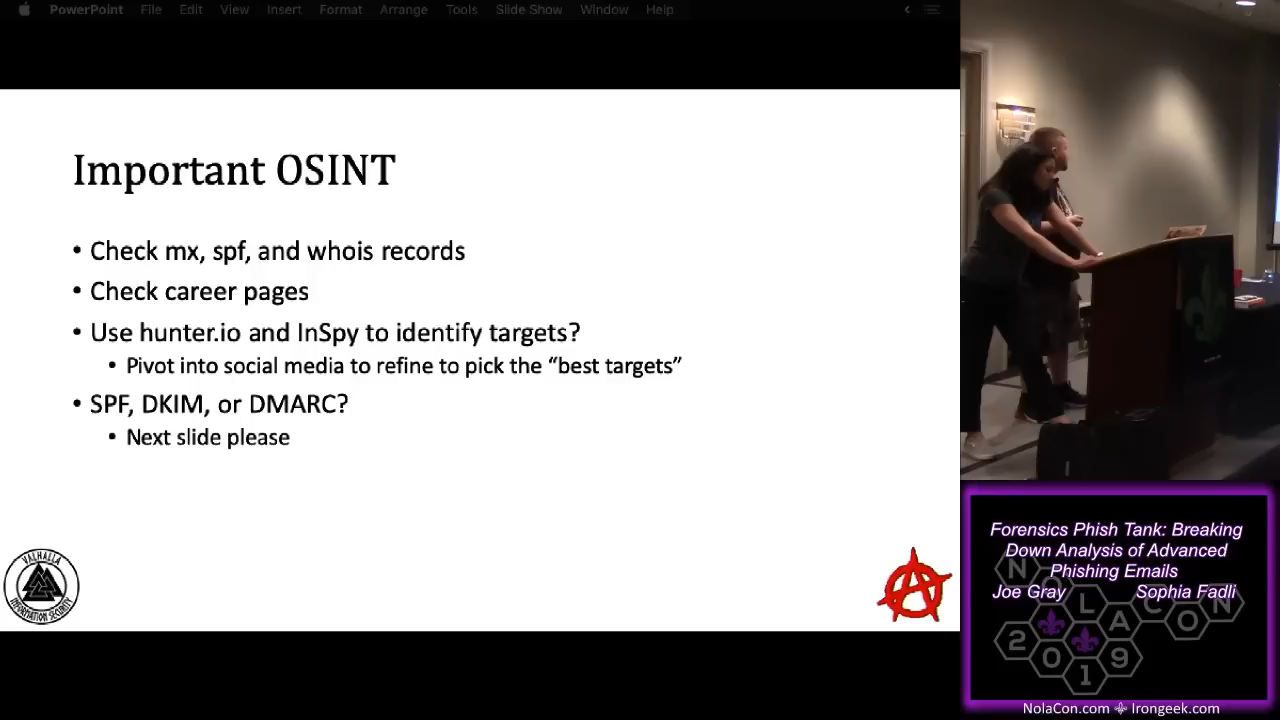 PowerPoint File Edit View Insert Format Arrange Tools Slide Show Window Help
Important OSINT
• Check mx, spf, and whois records
• Check career pages
• Use hunter.io and InSpy to identify targets?
• Pivot into social media to refine to pick the “best targets”
• SPF, DKIM, or DMARC?
• Next slide please
VALHALLA
INFORMATION SECURITY
Forensics Phish Tank: Breaking
Down Analysis of Advanced
Phishing Emails
Joe Gray Sophia Fadli
NOLACON
2019
NolaCon.com Irongeek.com